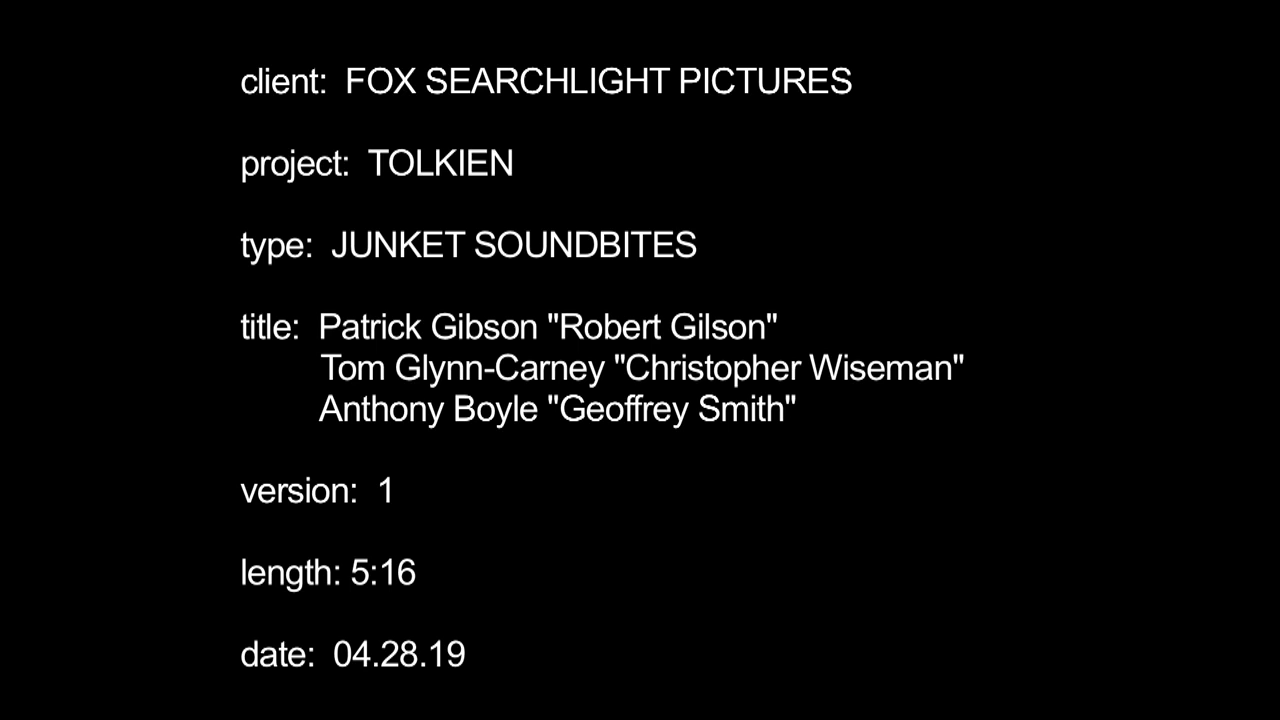 client: FOX SEARCHLIGHT PICTURES
project: TOLKIEN
type: JUNKET SOUNDBITES
title: Patrick Gibson "Robert Gilson"
Tom Glynn-Carney "Christopher Wiseman"
Anthony Boyle "Geoffrey Smith"
version: 1
length: 5:16
date: 04.28.19